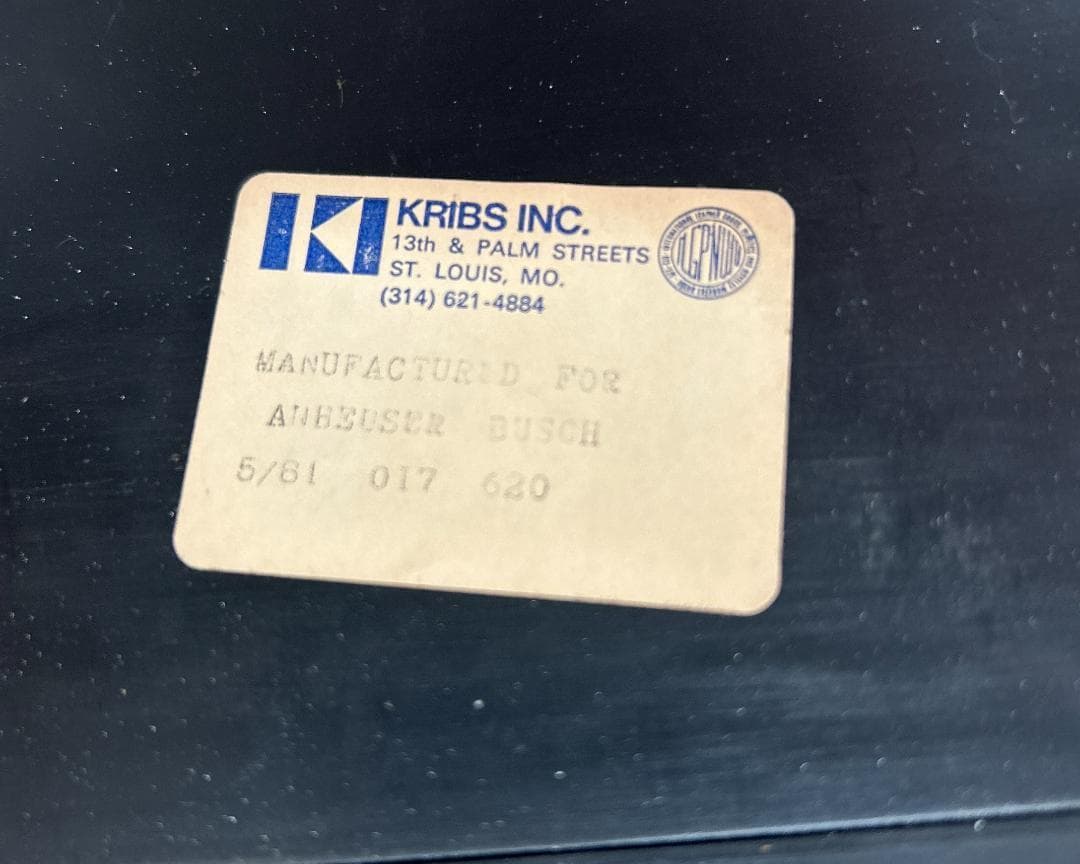 KRIBS INC.
13th & PALM STREETS
ST. LOUIS, MO.
(314) 621-4884
ILGPNWU
MANUFACTURED FOR
ANHEUSER BUSCH
5/81 017 620